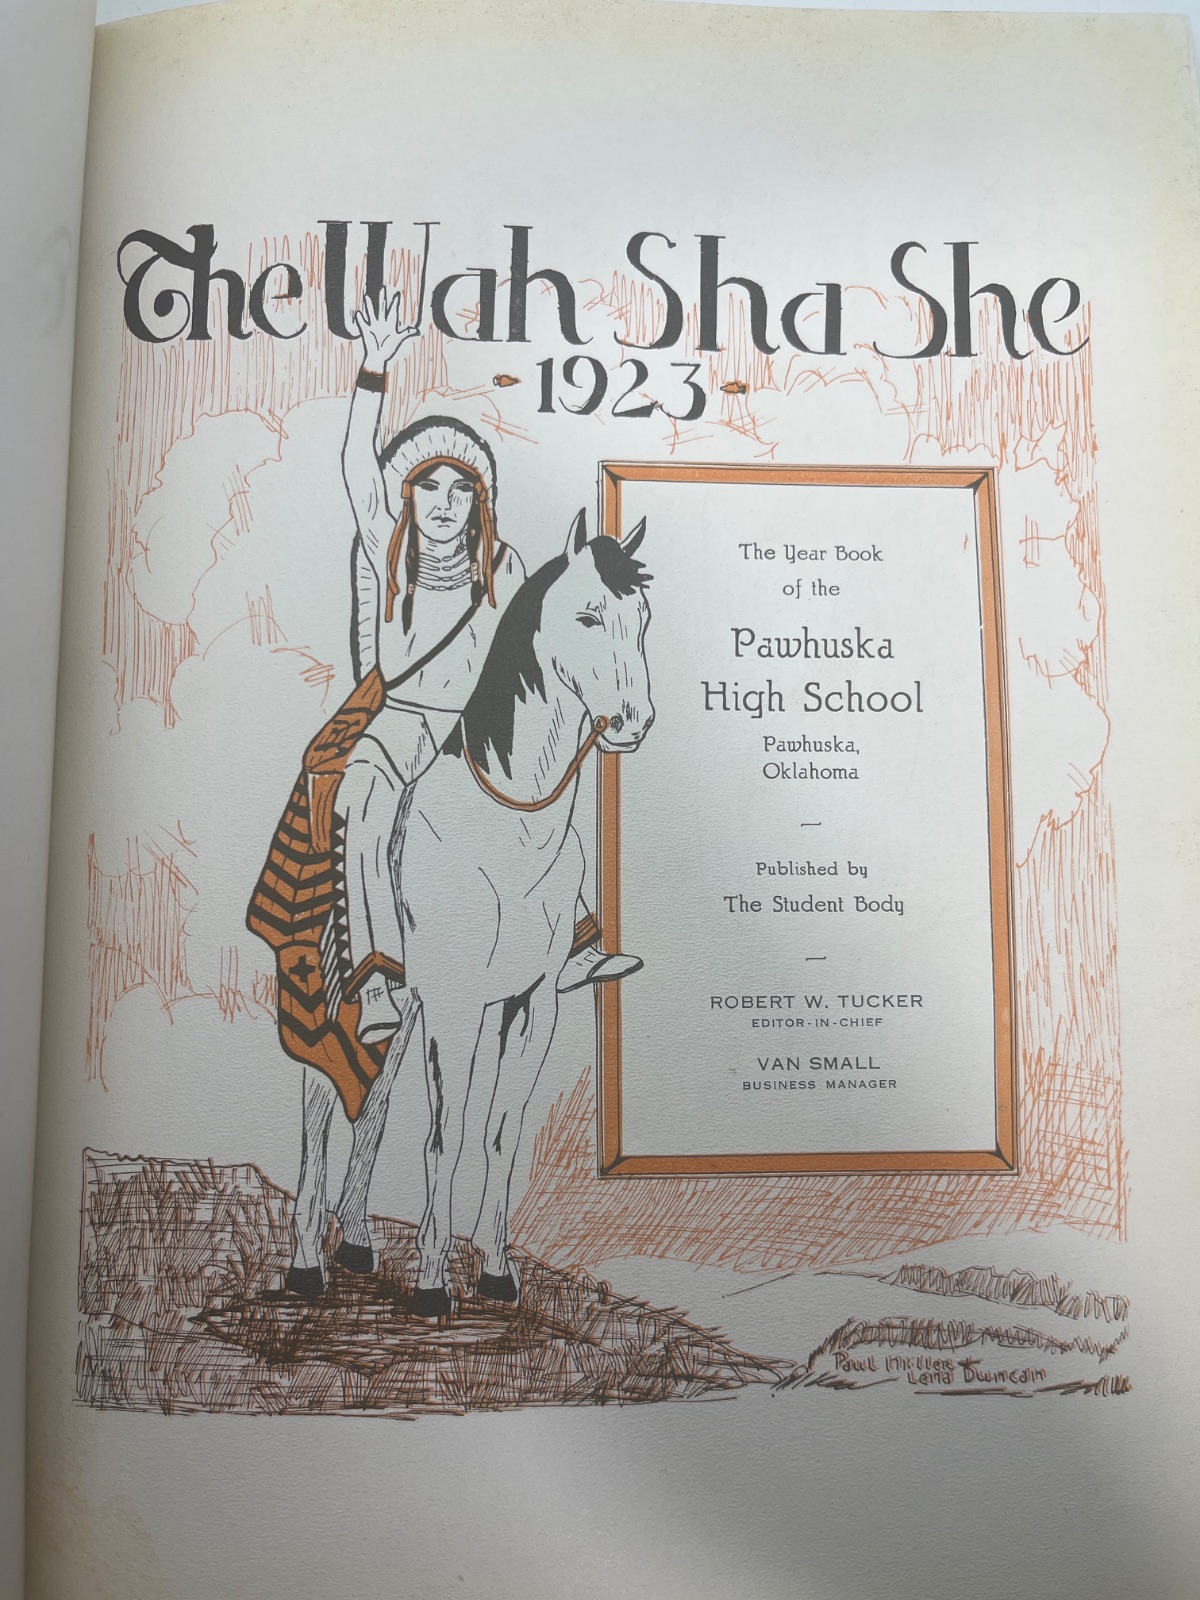 The Wah Sha She
1923
The Year Book
of the
Pawhuska
High School
Pawhuska,
Oklahoma
Published by
The Student Body
ROBERT W. TUCKER
EDITOR-IN-CHIEF
VAN SMALL
BUSINESS MANAGER
Paul Miller
Lena Duncan